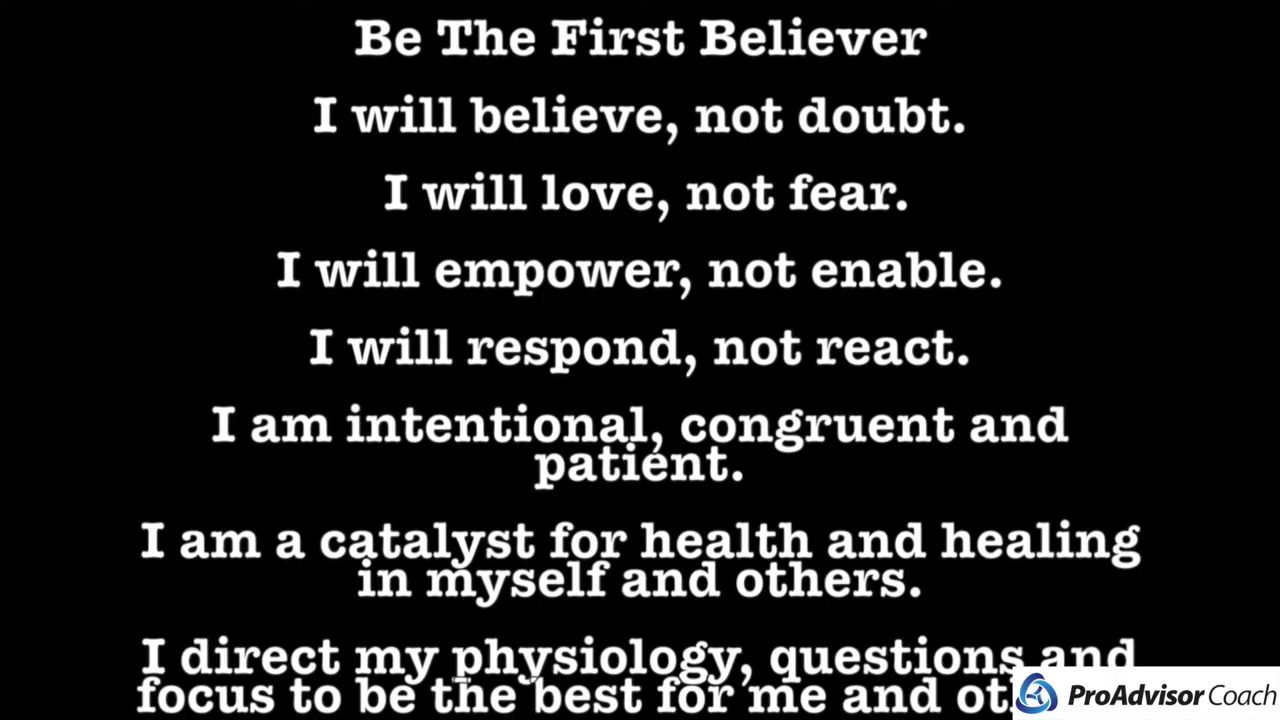 Be The First Believer
I will believe, not doubt.
I will love, not fear.
I will empower, not enable.
I will respond, not react.
I am intentional, congruent and
patient.
I am a catalyst for health and healing
in myself and others.
I direct my physiology, questions and
focus to be the best for me and
ProAdvisor Coach